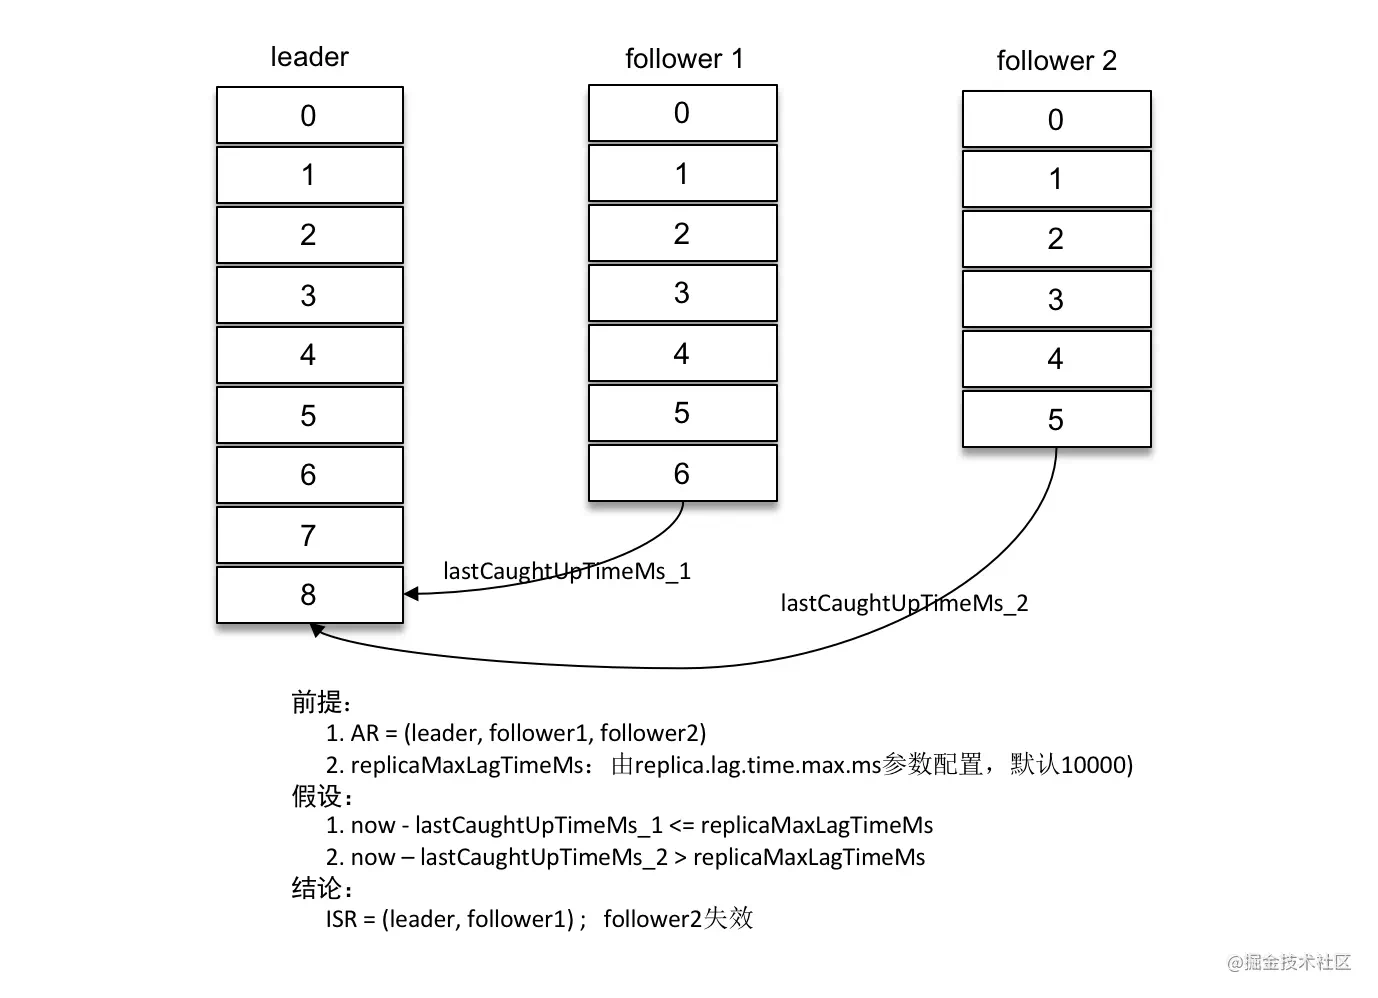 leader
0
1
2
3
4
5
6
7
8
follower 1
0
1
2
3
4
5
6
follower 2
0
1
2
3
4
5
lastCaughtUpTimeMs_1
lastCaughtUpTimeMs_2
前提：
1. AR = (leader, follower1, follower2)
2. replicaMaxLagTimeMs：由replica.lag.time.max.ms参数配置，默认10000)
假设：
1. now - lastCaughtUpTimeMs_1 <= replicaMaxLagTimeMs
2. now – lastCaughtUpTimeMs_2 > replicaMaxLagTimeMs
结论：
ISR = (leader, follower1) ; follower2失效
@掘金技术社区